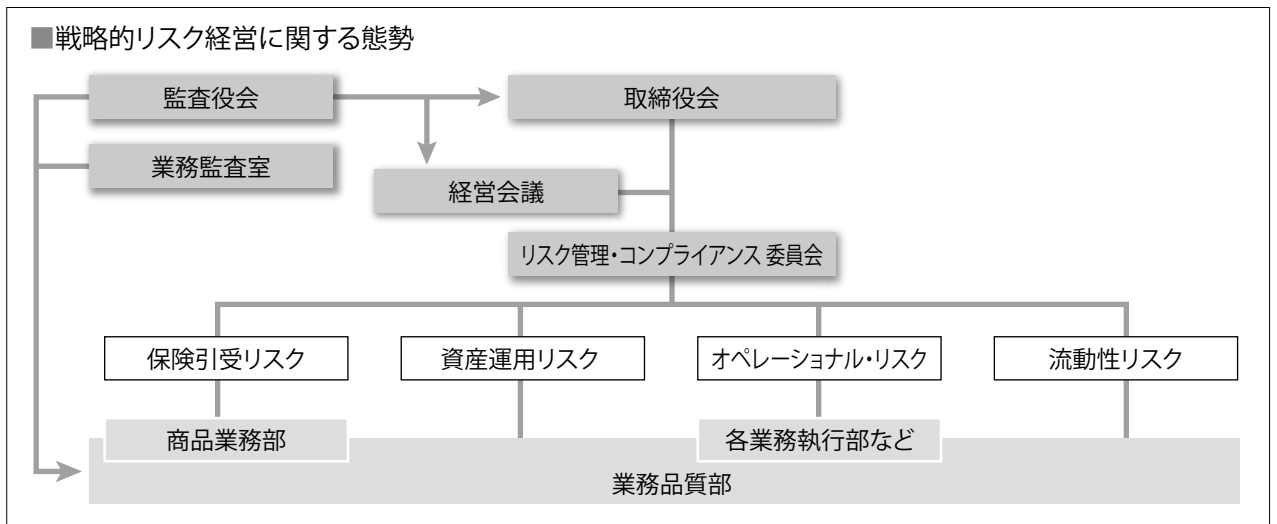 ■戦略的リスク経営に関する態勢
監査役会
取締役会
業務監査室
経営会議
リスク管理・コンプライアンス 委員会
保険引受リスク
資産運用リスク
オペレーショナル・リスク
流動性リスク
商品業務部
各業務執行部など
業務品質部